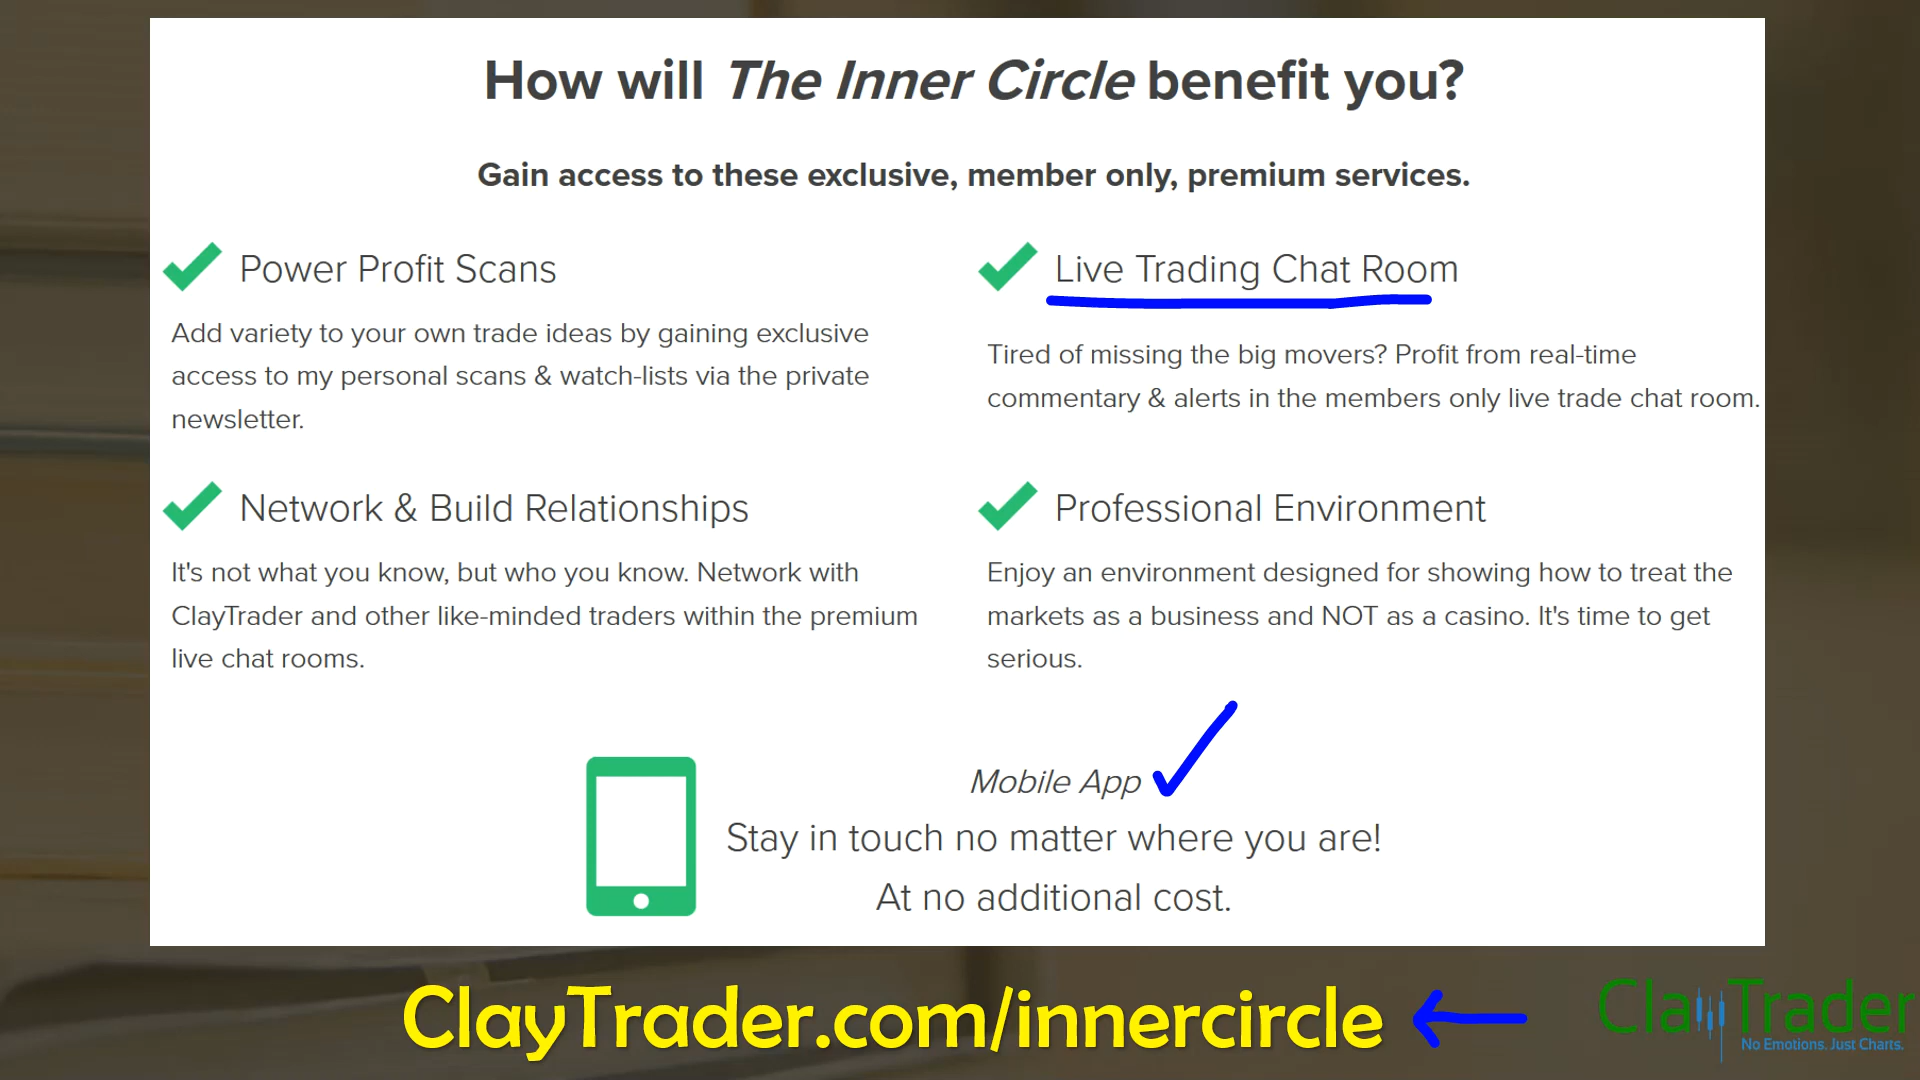 How will The Inner Circle benefit you?
Gain access to these exclusive, member only, premium services.
Power Profit Scans
Add variety to your own trade ideas by gaining exclusive
access to my personal scans & watch-lists via the private
newsletter.
Live Trading Chat Room
Tired of missing the big movers? Profit from real-time
commentary & alerts in the members only live trade chat room.
Network & Build Relationships
It's not what you know, but who you know. Network with
ClayTrader and other like-minded traders within the premium
live chat rooms.
Professional Environment
Enjoy an environment designed for showing how to treat the
markets as a business and NOT as a casino. It's time to get
serious.
Mobile App
Stay in touch no matter where you are!
At no additional cost.
ClayTrader.com/innercircle
ClayTrader
No Emotions. Just Charts.